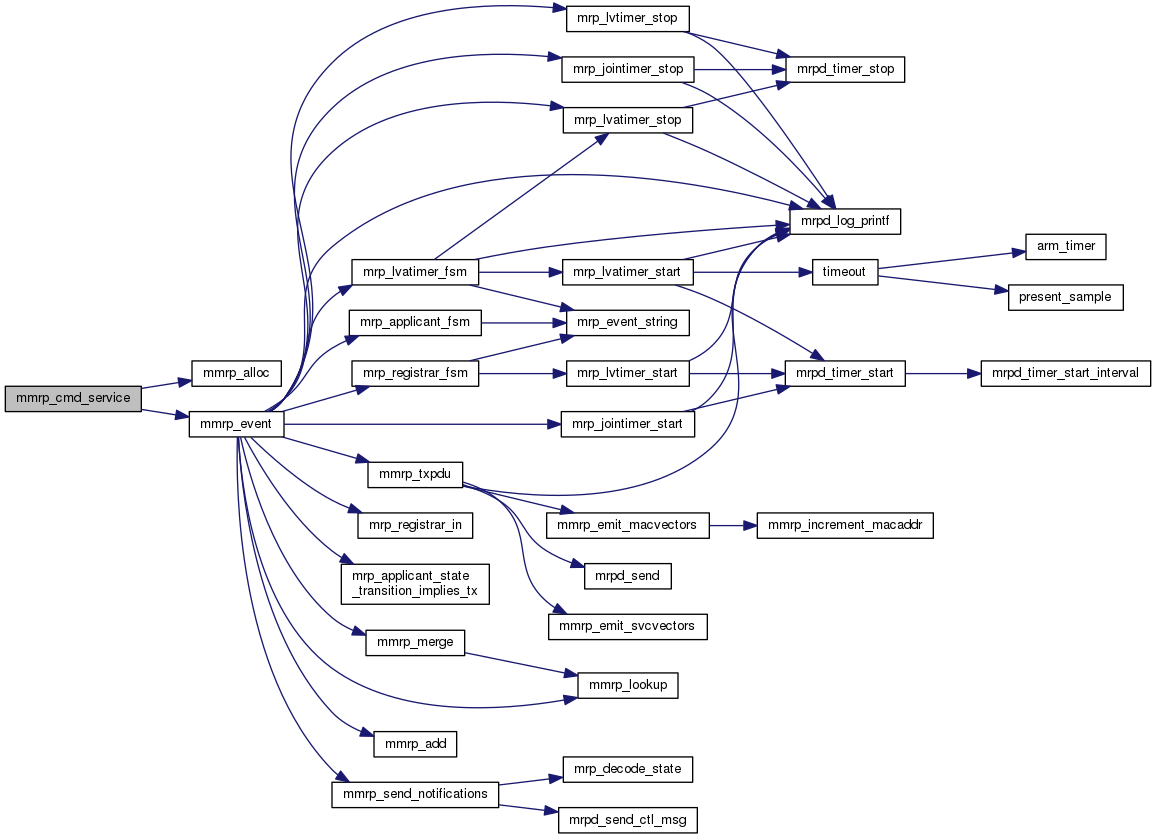 mrp_lvtimer_stop
mrp_jointimer_stop
mrpd_timer_stop
mrp_lvatimer_stop
mrpd_log_printf
arm_timer
mrp_lvatimer_fsm
mrp_lvatimer_start
timeout
present_sample
mrp_applicant_fsm
mrp_event_string
mmrp_alloc
mrp_registrar_fsm
mrp_lvtimer_start
mrpd_timer_start
mrpd_timer_start_interval
mmrp_cmd_service
mmrp_event
mrp_jointimer_start
mmrp_txpdu
mrp_registrar_in
mmrp_emit_macvectors
mmrp_increment_macaddr
mrp_applicant_state
_transition_implies_tx
mrpd_send
mmrp_emit_svcvectors
mmrp_merge
mmrp_lookup
mmrp_add
mrp_decode_state
mmrp_send_notifications
mrpd_send_ctl_msg